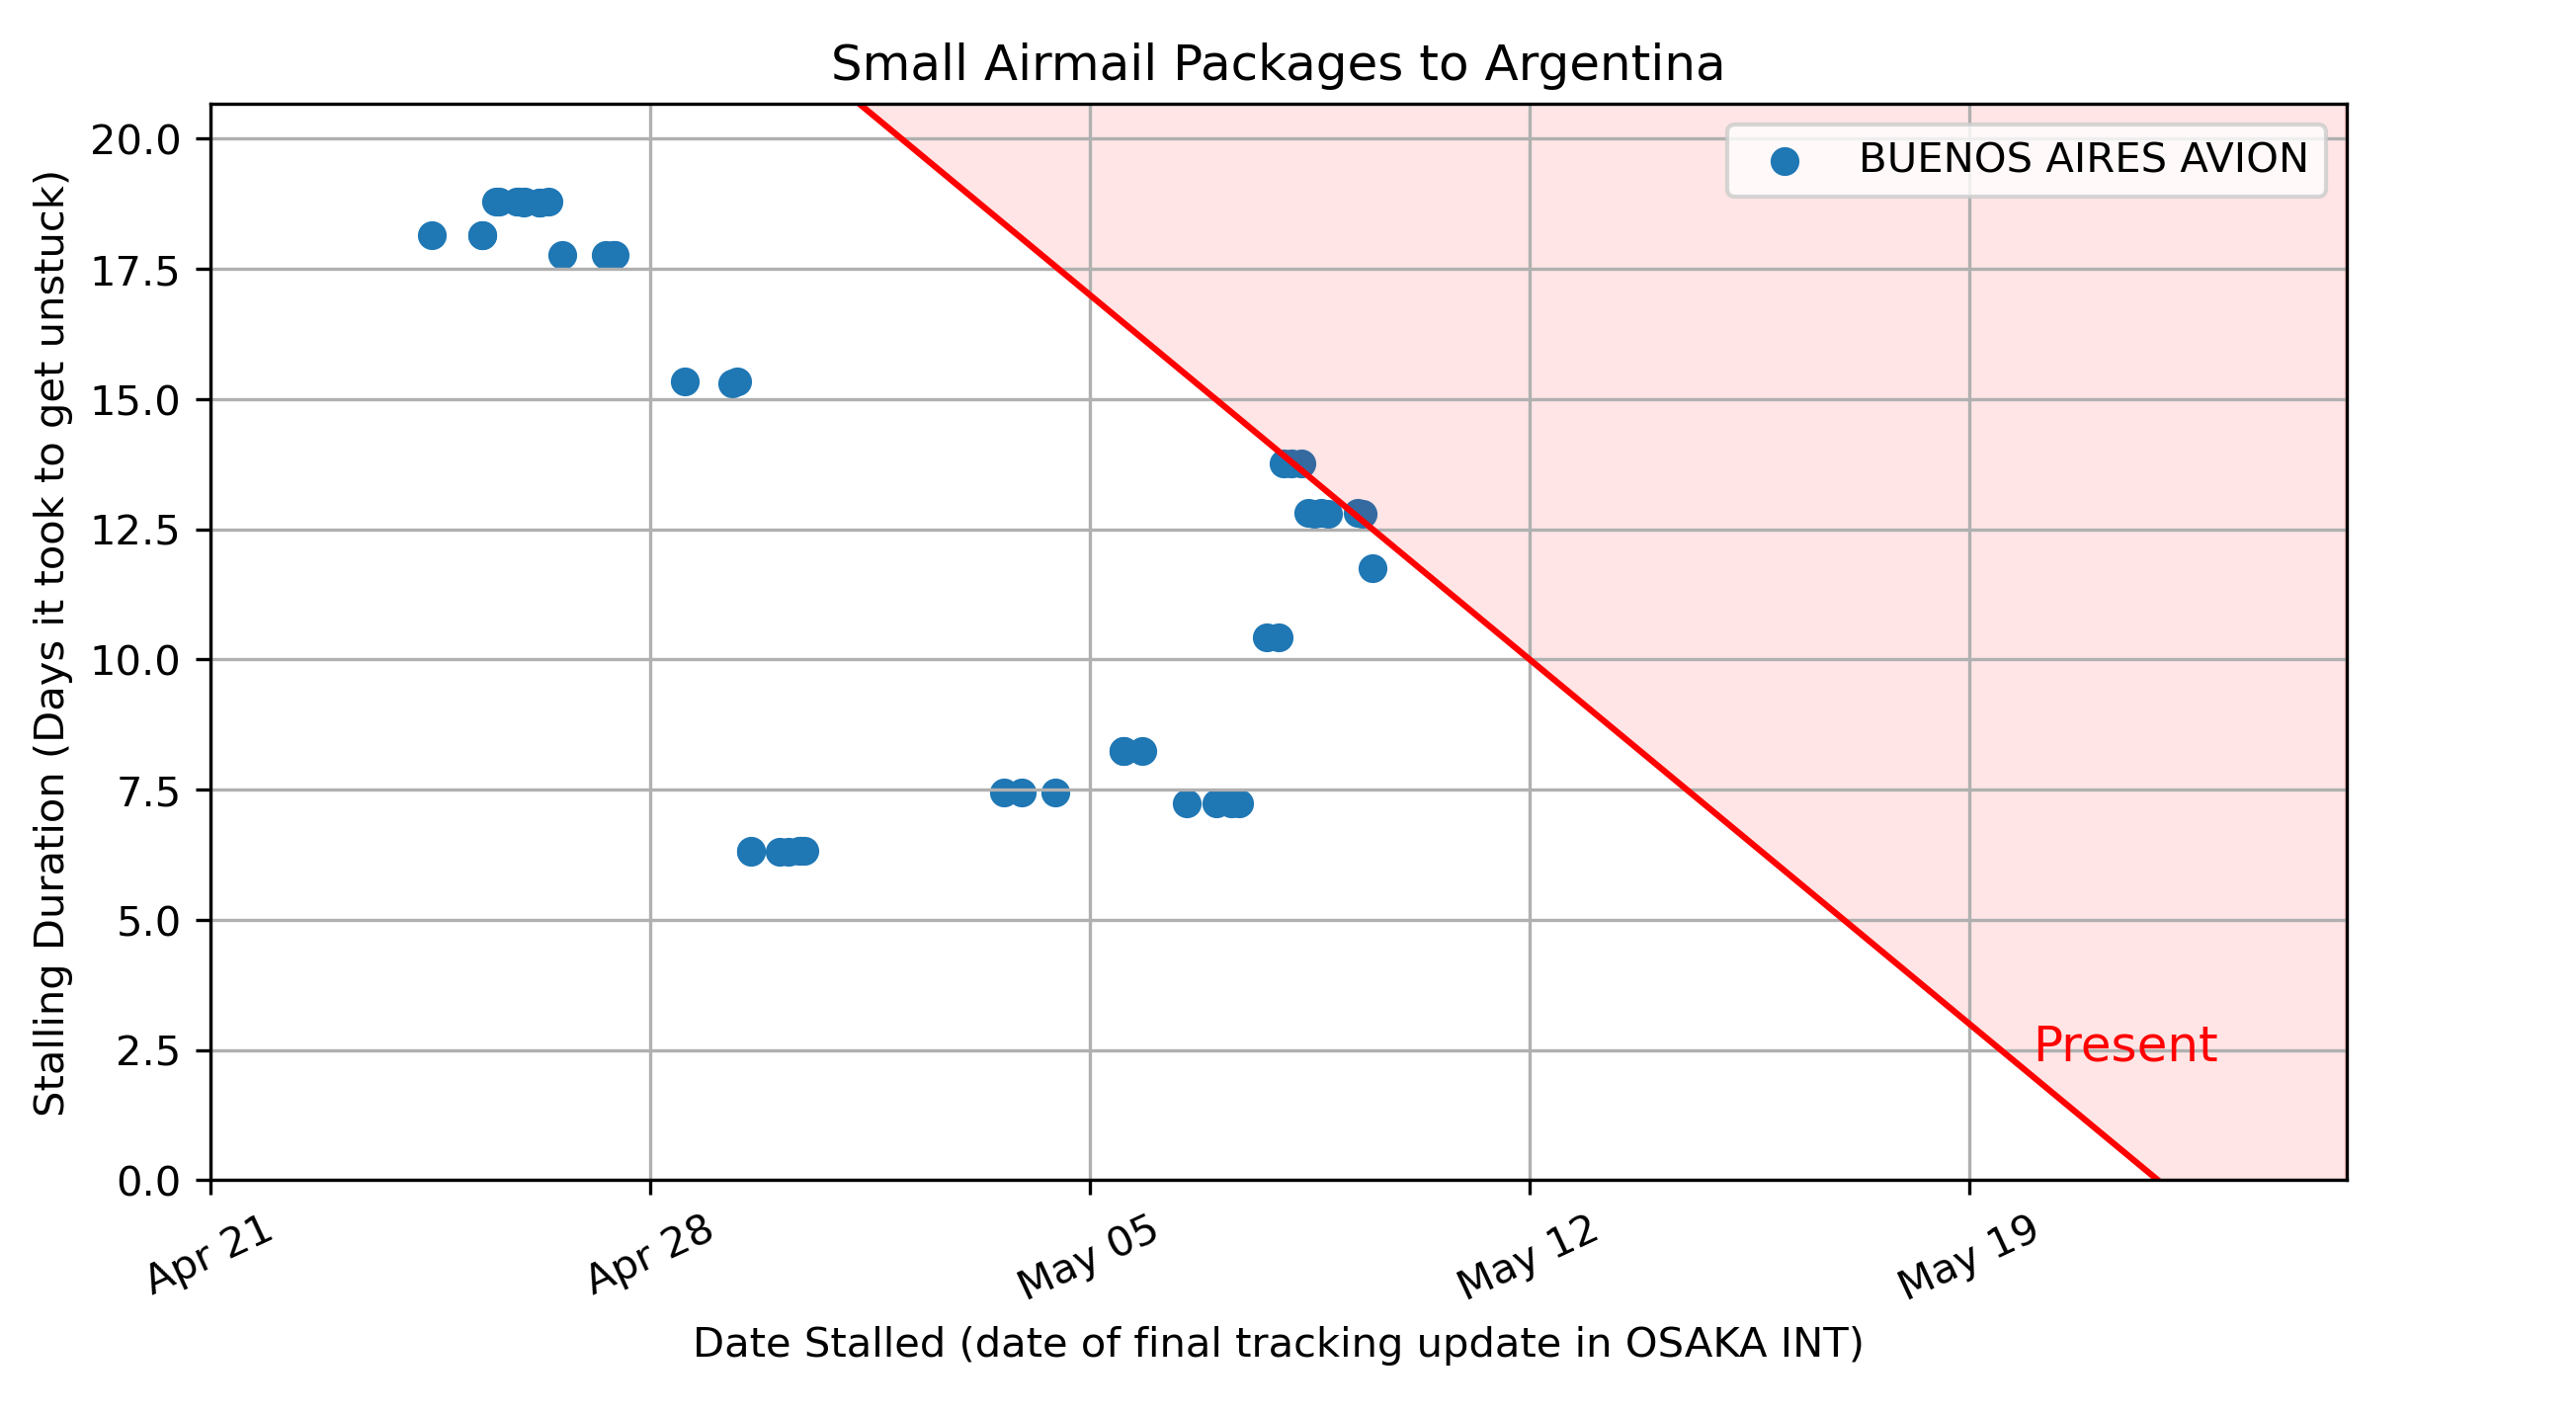 Small Airmail Packages to Argentina
BUENOS AIRES AVION
Stalling Duration (Days it took to get unstuck)
20.0
17.5
15.0
12.5
10.0
7.5
5.0
2.5
0.0
Present
Apr 21
Apr 28
May 05
May 12
May 19
Date Stalled (date of final tracking update in OSAKA INT)